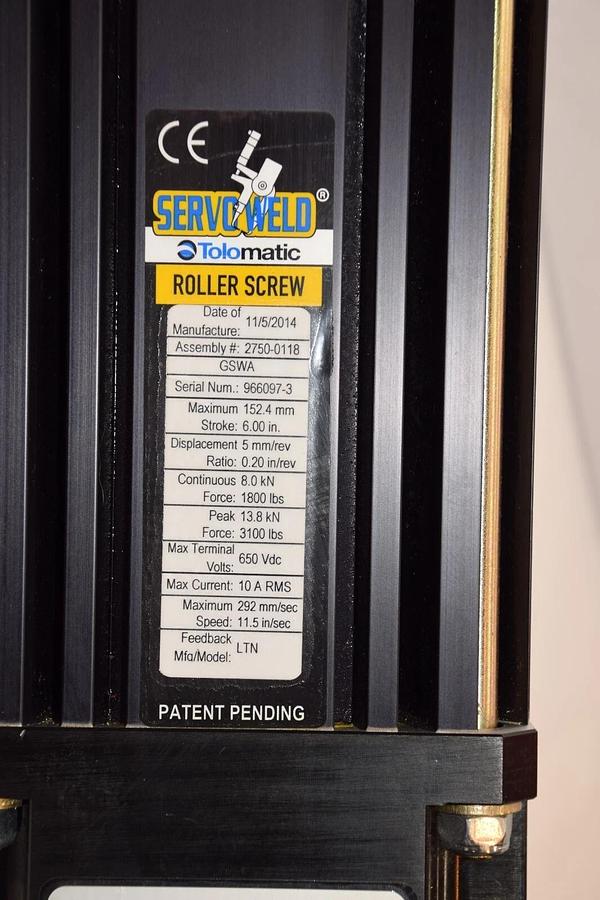 CE
SERVOWELD®
Tolomatic
ROLLER SCREW
Date of
Manufacture: 11/5/2014
Assembly #: 2750-0118
GSWA
Serial Num.: 966097-3
Maximum 152.4 mm
Stroke: 6.00 in.
Displacement 5 mm/rev
Ratio: 0.20 in/rev
Continuous 8.0 kN
Force: 1800 lbs
Peak 13.8 kN
Force: 3100 lbs
Max Terminal
Volts: 650 Vdc
Max Current: 10 A RMS
Maximum 292 mm/sec
Speed: 11.5 in/sec
Feedback
Mfg/Model: LTN
PATENT PENDING